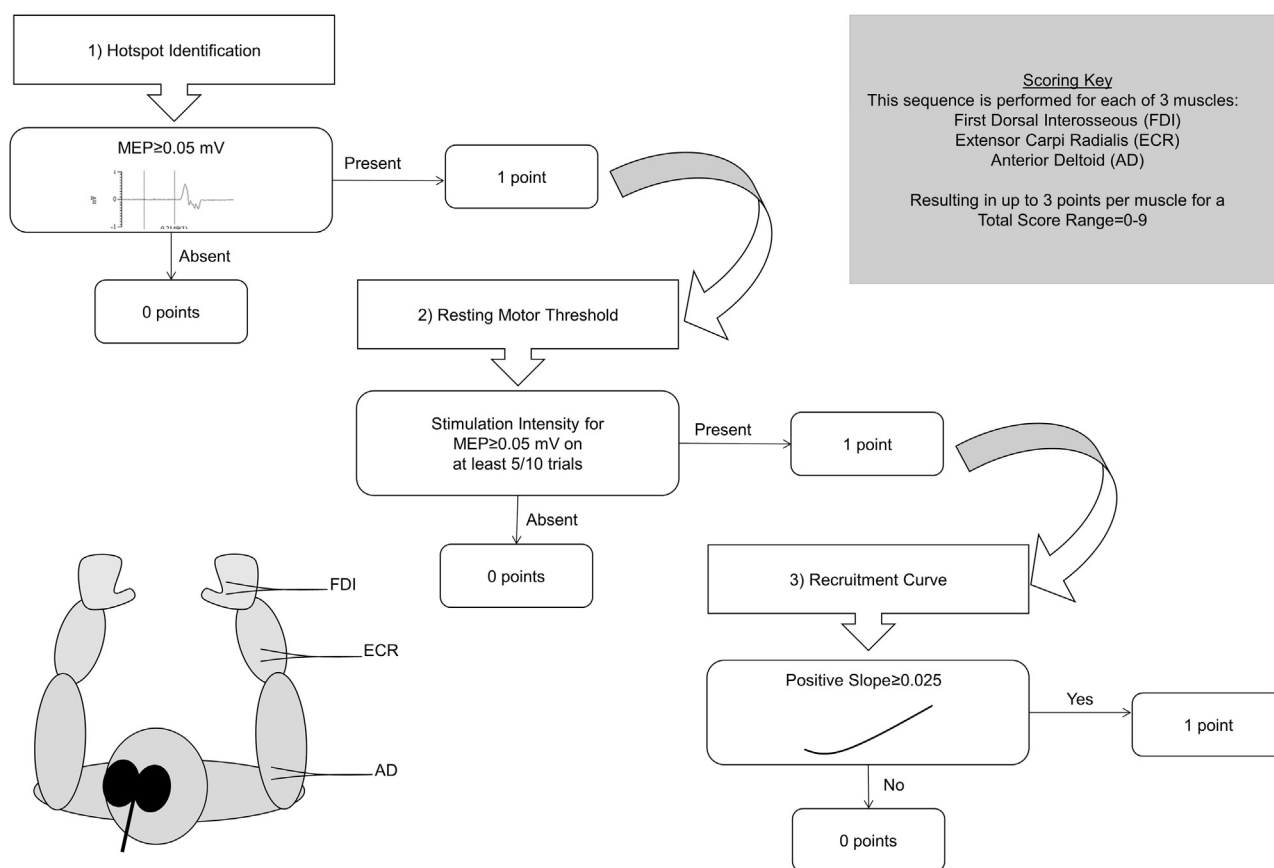 1) Hotspot Identification
MEP≥0.05 mV
1
0
-1
mV
Present
1 point
Absent
0 points
Scoring Key
This sequence is performed for each of 3 muscles:
First Dorsal Interosseous (FDI)
Extensor Carpi Radialis (ECR)
Anterior Deltoid (AD)
Resulting in up to 3 points per muscle for a
Total Score Range=0-9
2) Resting Motor Threshold
Stimulation Intensity for
MEP≥0.05 mV on
at least 5/10 trials
Present
1 point
Absent
0 points
3) Recruitment Curve
Positive Slope≥0.025
Yes
1 point
No
0 points
FDI
ECR
AD